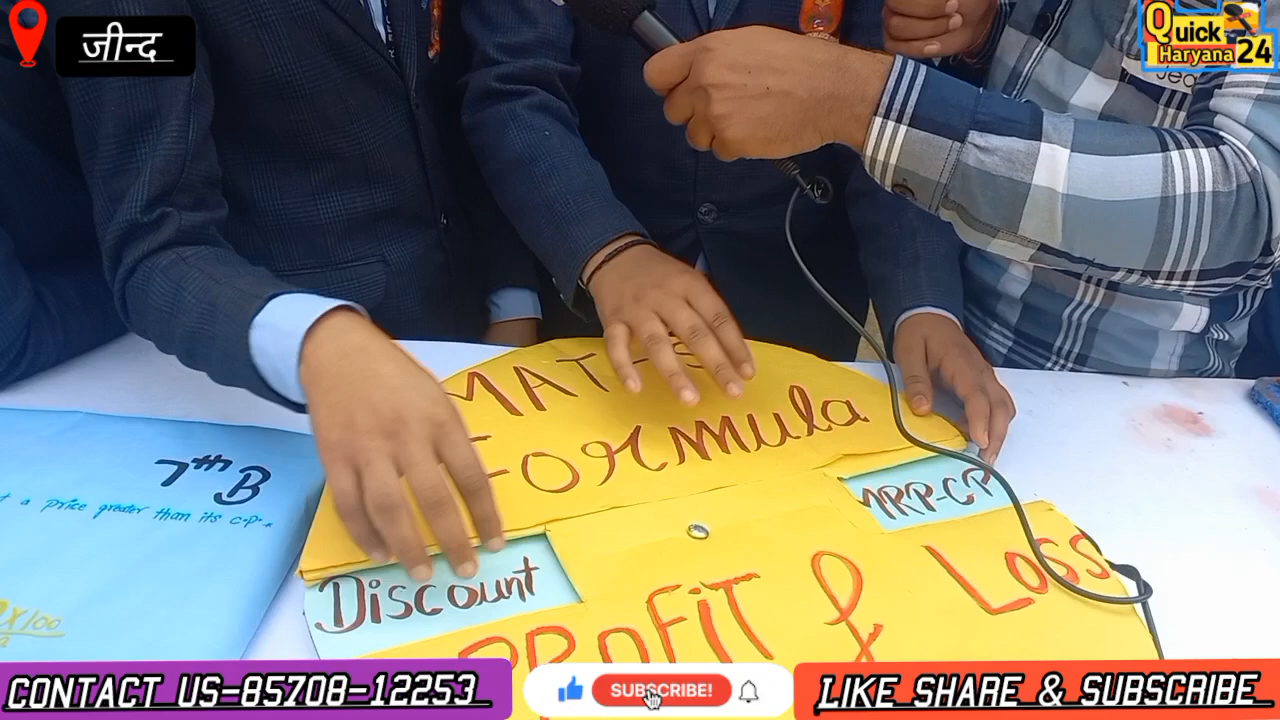 जीन्द
Quick
Haryana 24
MAT-S
FORmula
7th B
t a price greater than its c.p.
MRP-CP
Discount
PROFIT & Loss
X100
CONTACT US-85708-12253
SUBSCRIBE!
LIKE SHARE & SUBSCRIBE